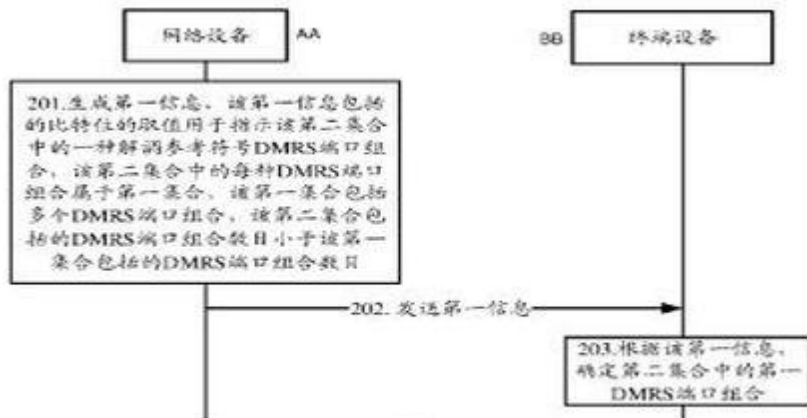 网络设备
AA
BB
终端设备
201.生成第一信息、该第一信息包括
的比特位的取值用于指示该第二集合
中的一种解调参考符号DMRS端口组
合、该第二集合中的每种DMRS端口
组合属于第一集合、该第一集合包括
多个DMRS端口组合、该第二集合包
括的DMRS端口组合数目小于该第一
集合包括的DMRS端口组合数目
202. 发送第一信息
203.根据该第一信息、
确定第二集合中的第一
DMRS端口组合